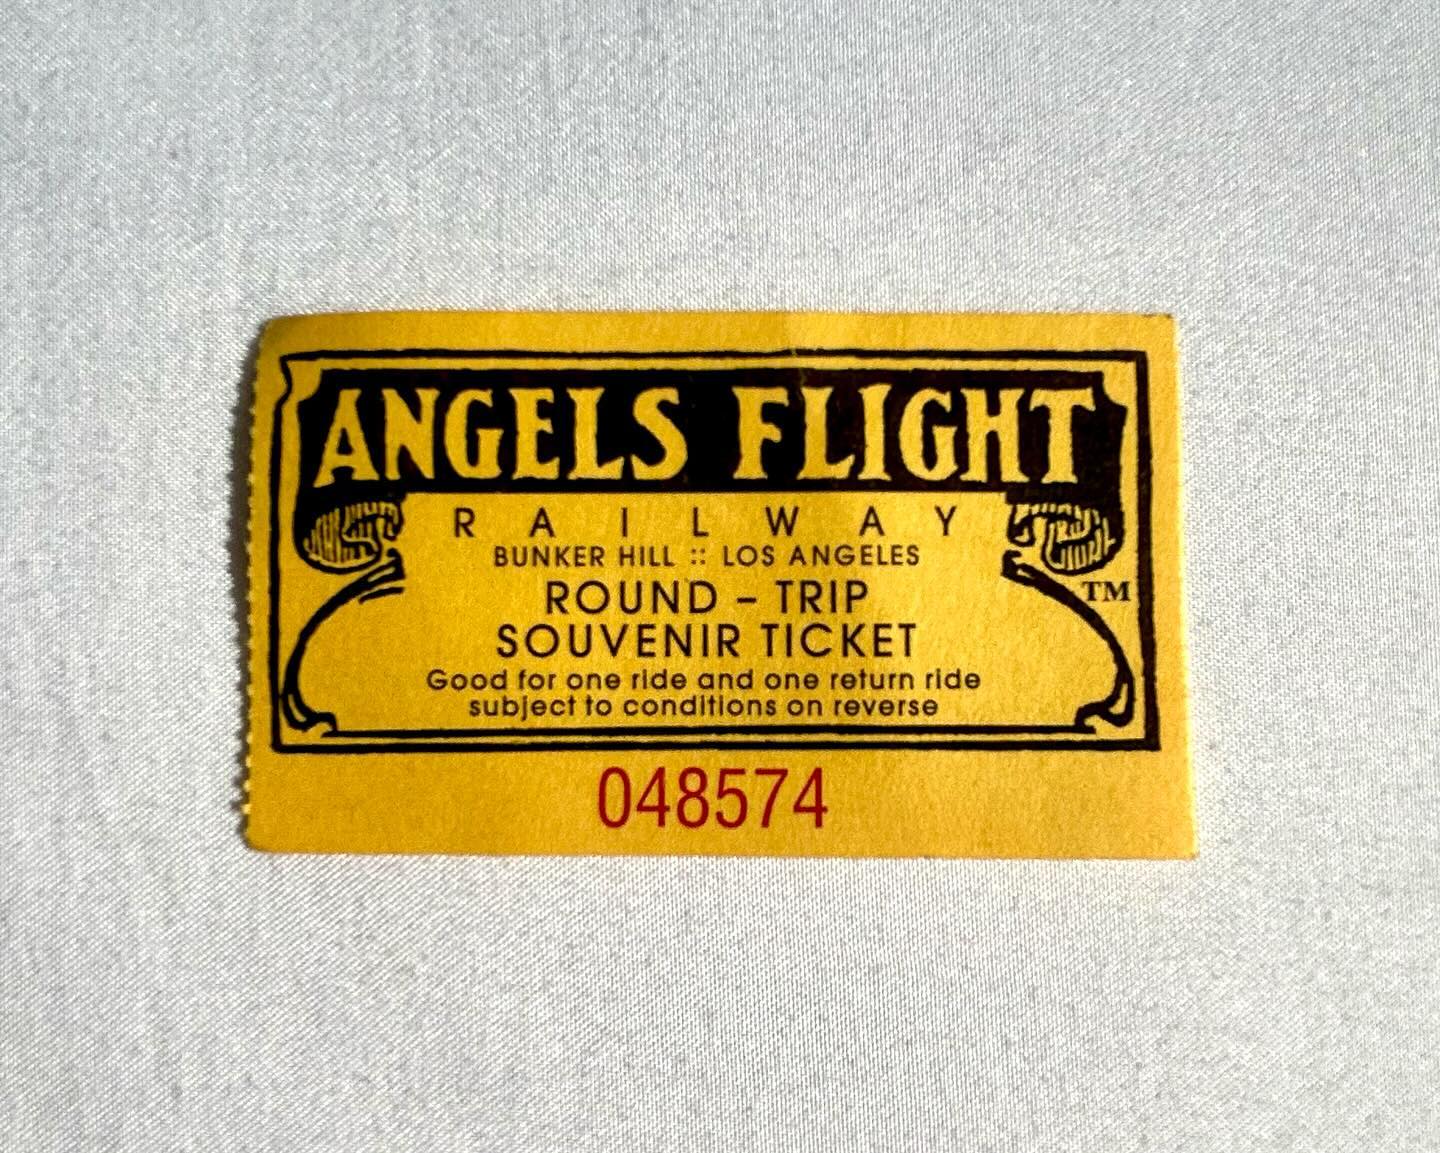 ANGELS FLIGHT
RAILWAY
BUNKER HILL :: LOS ANGELES
ROUND – TRIP
TM
SOUVENIR TICKET
Good for one ride and one return ride
subject to conditions on reverse
048574